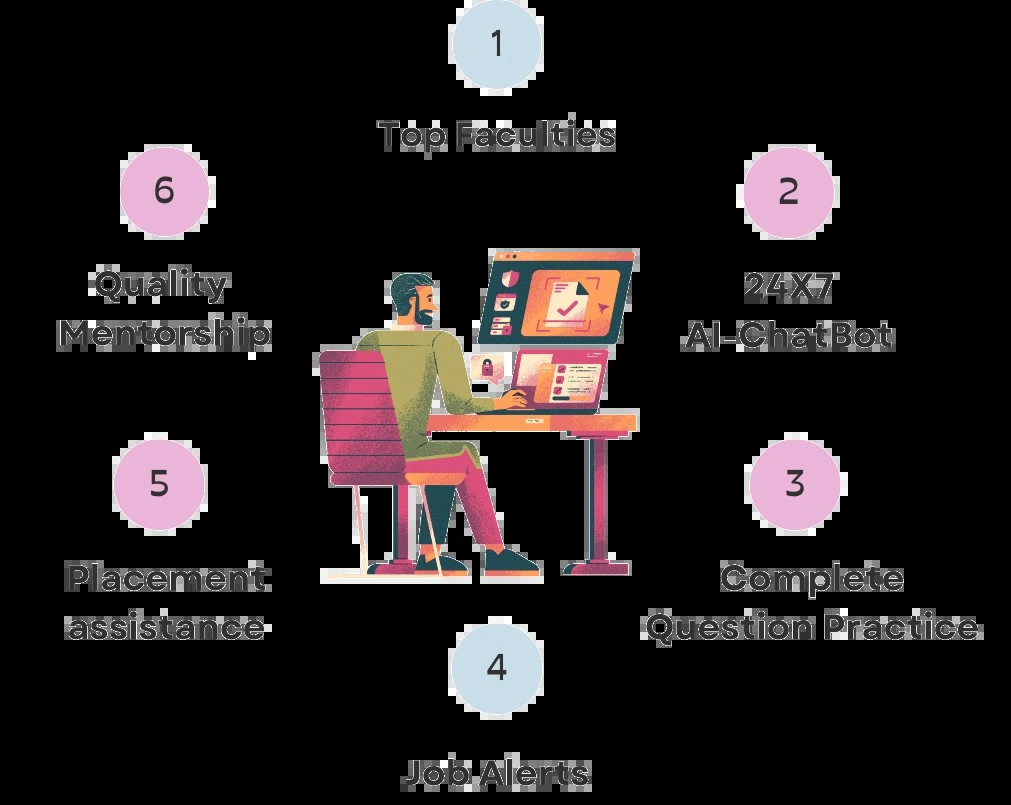 1
Top Faculties
2
24X7
AI-ChatBot
3
Complete
Question Practice
4
Job Alerts
5
Placement
assistance
6
Quality
Mentorship